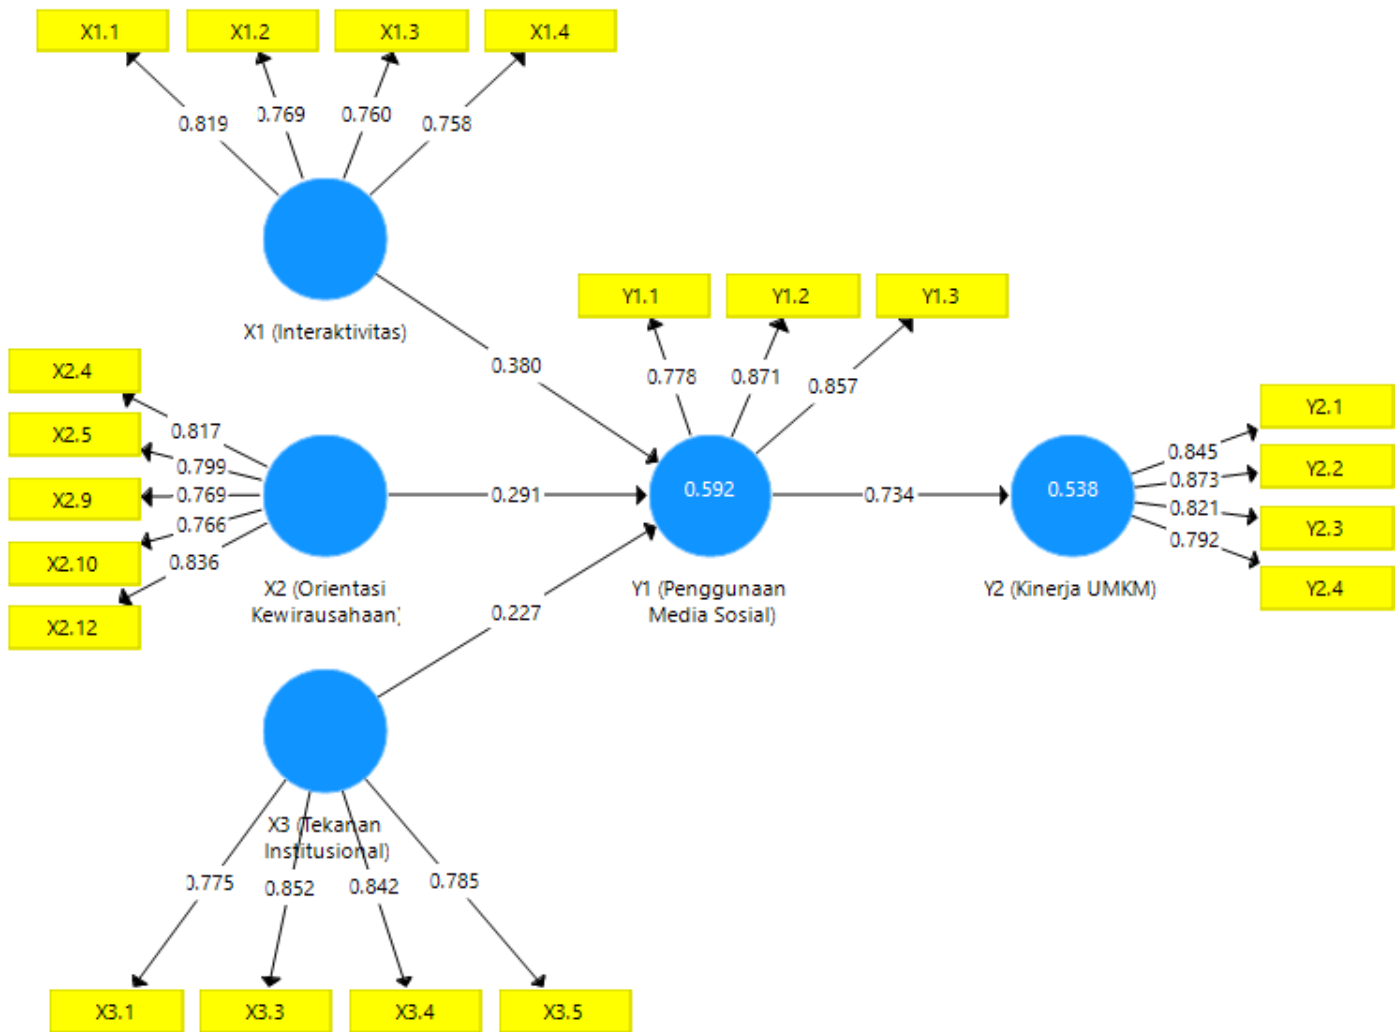 X1.1
X1.2
X1.3
X1.4
0.819
0.769
0.760
0.758
X1 (Interaktivitas)
0.380
Y1.1
Y1.2
Y1.3
0.778
0.871
0.857
X2.4
X2.5
X2.9
X2.10
X2.12
0.817
0.799
0.769
0.766
0.836
X2 (Orientasi
Kewirausahaan)
0.291
0.592
Y1 (Penggunaan
Media Sosial)
0.734
0.538
Y2 (Kinerja UMKM)
0.845
0.873
0.821
0.792
Y2.1
Y2.2
Y2.3
Y2.4
0.227
X3 (Tekanan
Institusional)
0.775
0.852
0.842
0.785
X3.1
X3.3
X3.4
X3.5